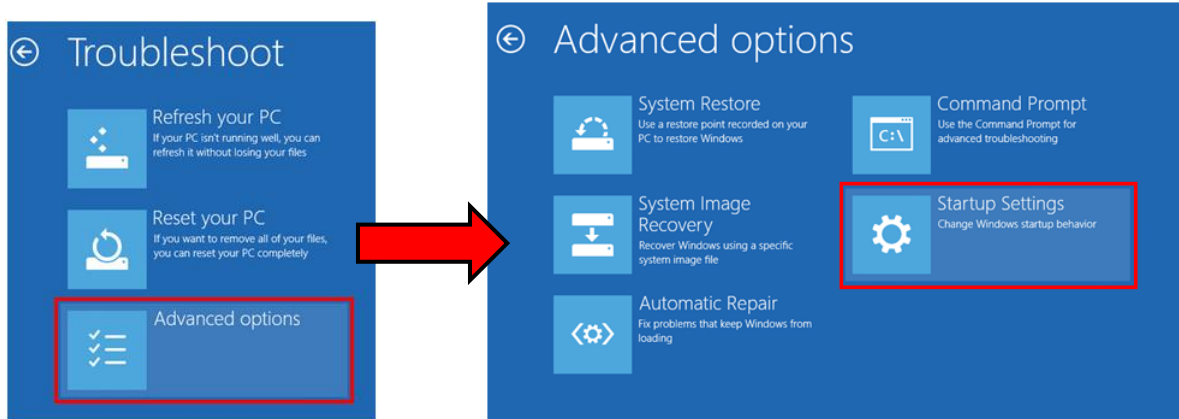 Troubleshoot
Refresh your PC
If your PC isn't running well, you can
refresh it without losing your files
Reset your PC
If you want to remove all of your files,
you can reset your PC completely
Advanced options
Advanced options
System Restore
Use a restore point recorded on your
PC to restore Windows
System Image
Recovery
Recover Windows using a specific
system image file
Automatic Repair
Fix problems that keep Windows from
loading
C:\
Command Prompt
Use the Command Prompt for
advanced troubleshooting
Startup Settings
Change Windows startup behavior